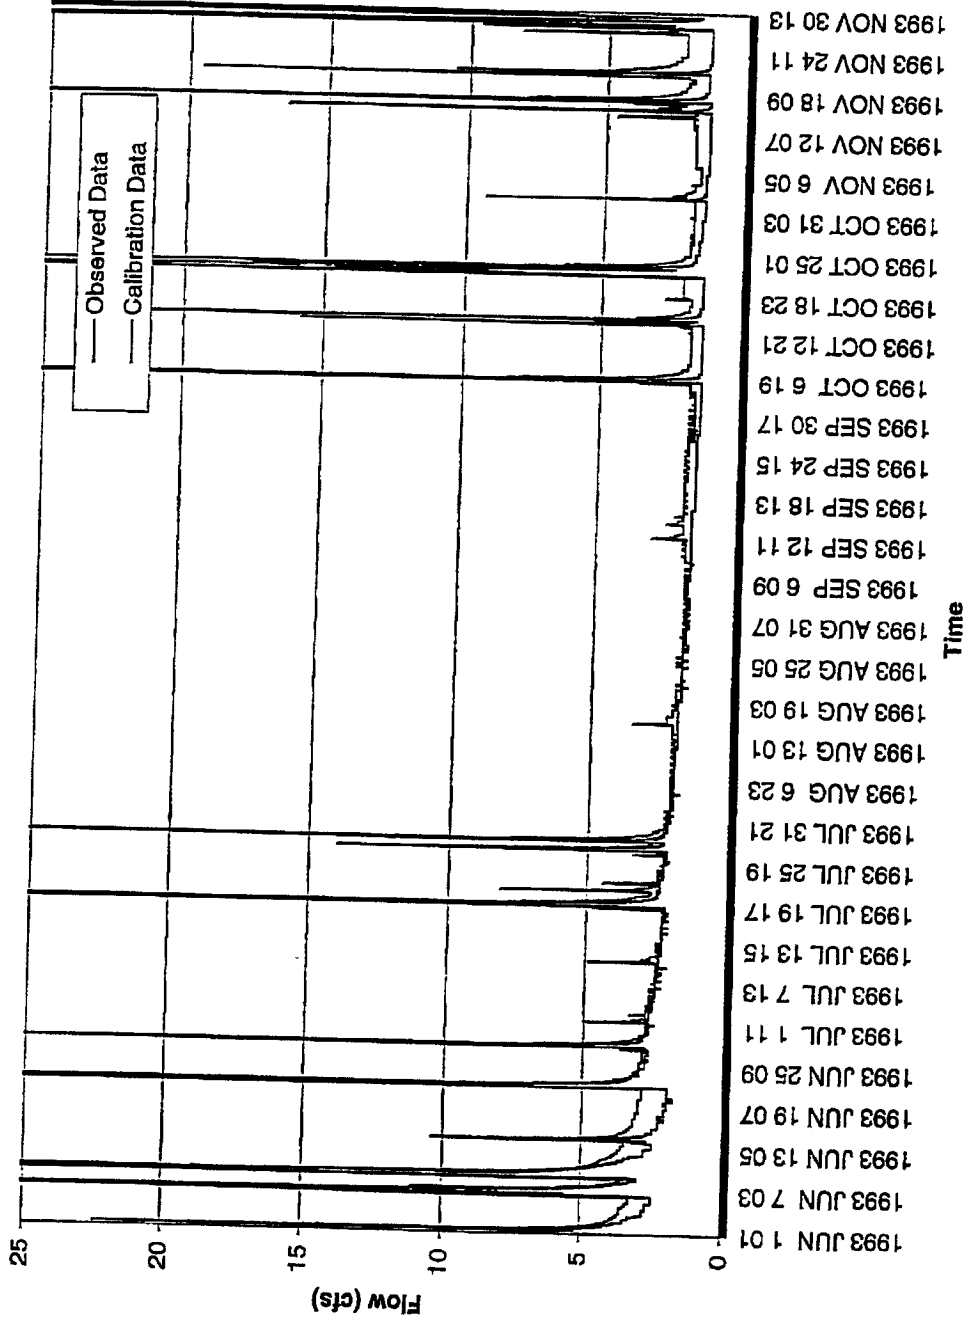 Observed Data
Calibration Data
25
20
15
10
5
0
Flow (cfs)
1993 JUN 1 01
1993 JUN 7 03
1993 JUN 13 05
1993 JUN 19 07
1993 JUN 25 09
1993 JUL 1 11
1993 JUL 7 13
1993 JUL 13 15
1993 JUL 19 17
1993 JUL 25 19
1993 JUL 31 21
1993 AUG 6 23
1993 AUG 13 01
1993 AUG 19 03
1993 AUG 25 05
1993 AUG 31 07
1993 SEP 6 09
1993 SEP 12 11
1993 SEP 18 13
1993 SEP 24 15
1993 SEP 30 17
1993 OCT 6 19
1993 OCT 12 21
1993 OCT 18 23
1993 OCT 25 01
1993 OCT 31 03
1993 NOV 6 05
1993 NOV 12 07
1993 NOV 18 09
1993 NOV 24 11
1993 NOV 30 13
Time